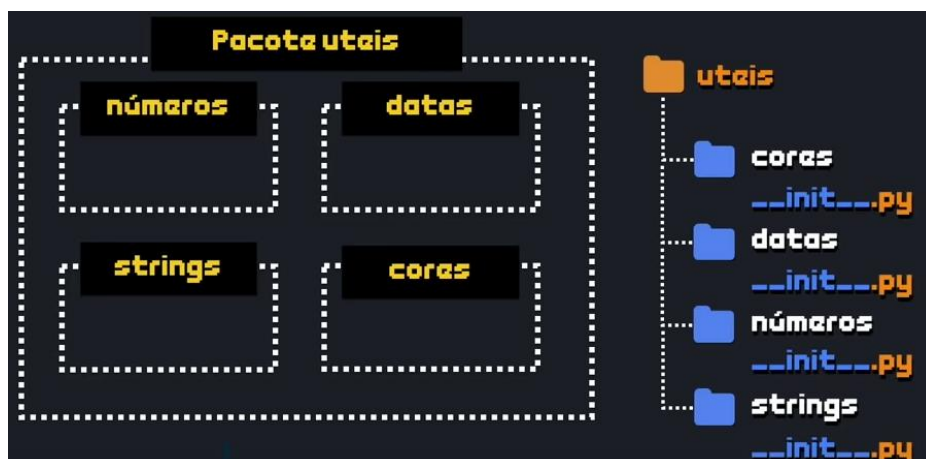 Pacote uteis
números
datas
strings
cores
uteis
cores
__init__.py
datas
__init__.py
números
__init__.py
strings
__init__.py